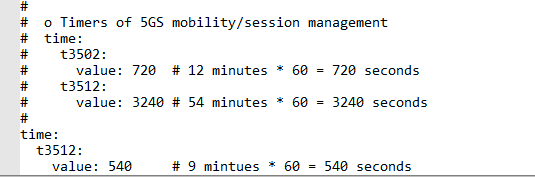 #
#  o Timers of 5GS mobility/session management
#  time:
#    t3502:
#      value: 720  # 12 minutes * 60 = 720 seconds
#    t3512:
#      value: 3240 # 54 minutes * 60 = 3240 seconds
#
time:
  t3512:
    value: 540     # 9 mintues * 60 = 540 seconds